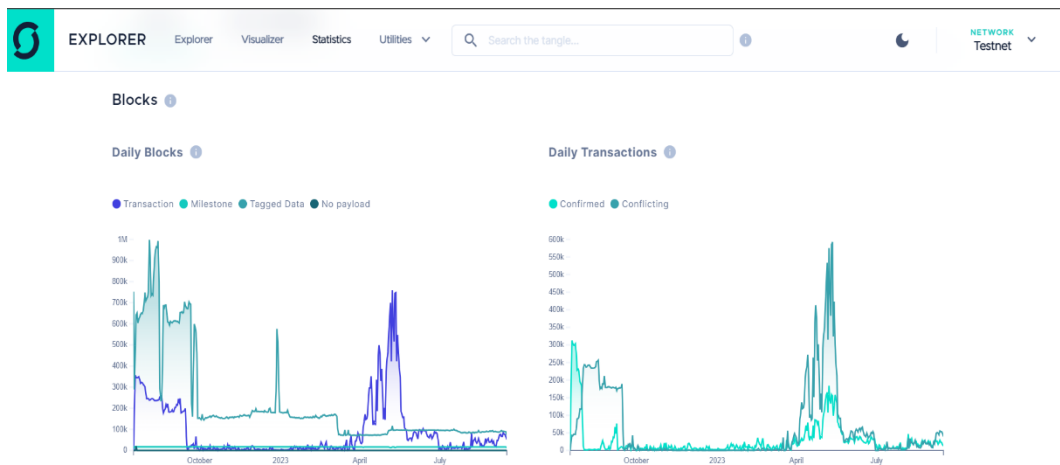 EXPLORER Explorer Visualizer Statistics Utilities Search the tangle... NETWORK
Testnet
Blocks
Daily Blocks
Transaction Milestone Tagged Data No payload
1M
900k
800k
700k
600k
500k
400k
300k
200k
100k
0
October 2023 April July
Daily Transactions
Confirmed Conflicting
600k
550k
500k
450k
400k
350k
300k
250k
200k
150k
100k
50k
0
October 2023 April July